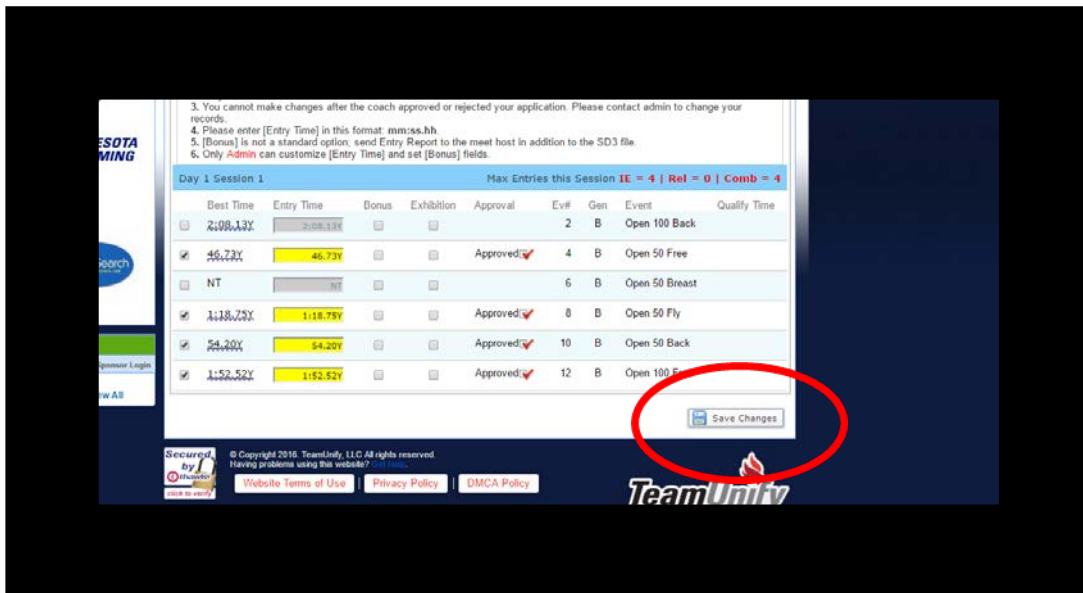 3. You cannot make changes after the coach approved or rejected your application. Please contact admin to change your
records.
4. Please enter [Entry Time] in this format: mm:ss.hh
5. [Bonus] is not a standard option; send Entry Report to the meet host in addition to the SD3 file.
6. Only Admin can customize [Entry Time] and set [Bonus] fields.
ESOTA
MING
Day 1 Session 1 Max Entries this Session IE = 4 | Rel = 0 | Comb = 4
Best Time Entry Time Bonus Exhibition Approval Ev# Gen Event Qualify Time
2:08.13Y 2:08.13Y 2 B Open 100 Back
46.73Y 46.73Y Approved 4 B Open 50 Free
Search
NT NT 6 B Open 50 Breast
1:18.75Y 1:18.75Y Approved 8 B Open 50 Fly
54.20Y 54.20Y Approved 10 B Open 50 Back
Sponsor Login
1:52.52Y 1:52.52Y Approved 12 B Open 100
ew All
Save Changes
Secured
by
thawte
click to verify
© Copyright 2016. TeamUnify, LLC All rights reserved.
Having problems using this website? Get Help.
Website Terms of Use | Privacy Policy | DMCA Policy
TeamUnify